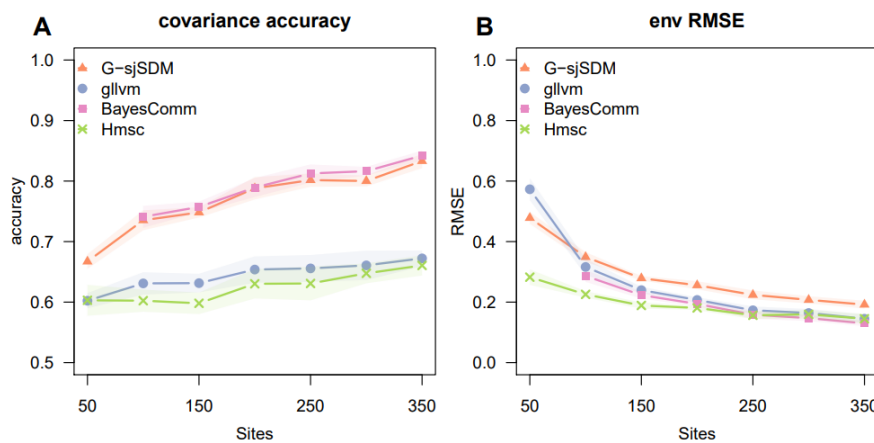 A
covariance accuracy
G-sjSDM
gllvm
BayesComm
Hmsc
accuracy
1.0
0.9
0.8
0.7
0.6
0.5
50
150
250
350
Sites
B
env RMSE
G-sjSDM
gllvm
BayesComm
Hmsc
RMSE
1.0
0.8
0.6
0.4
0.2
0.0
50
150
250
350
Sites